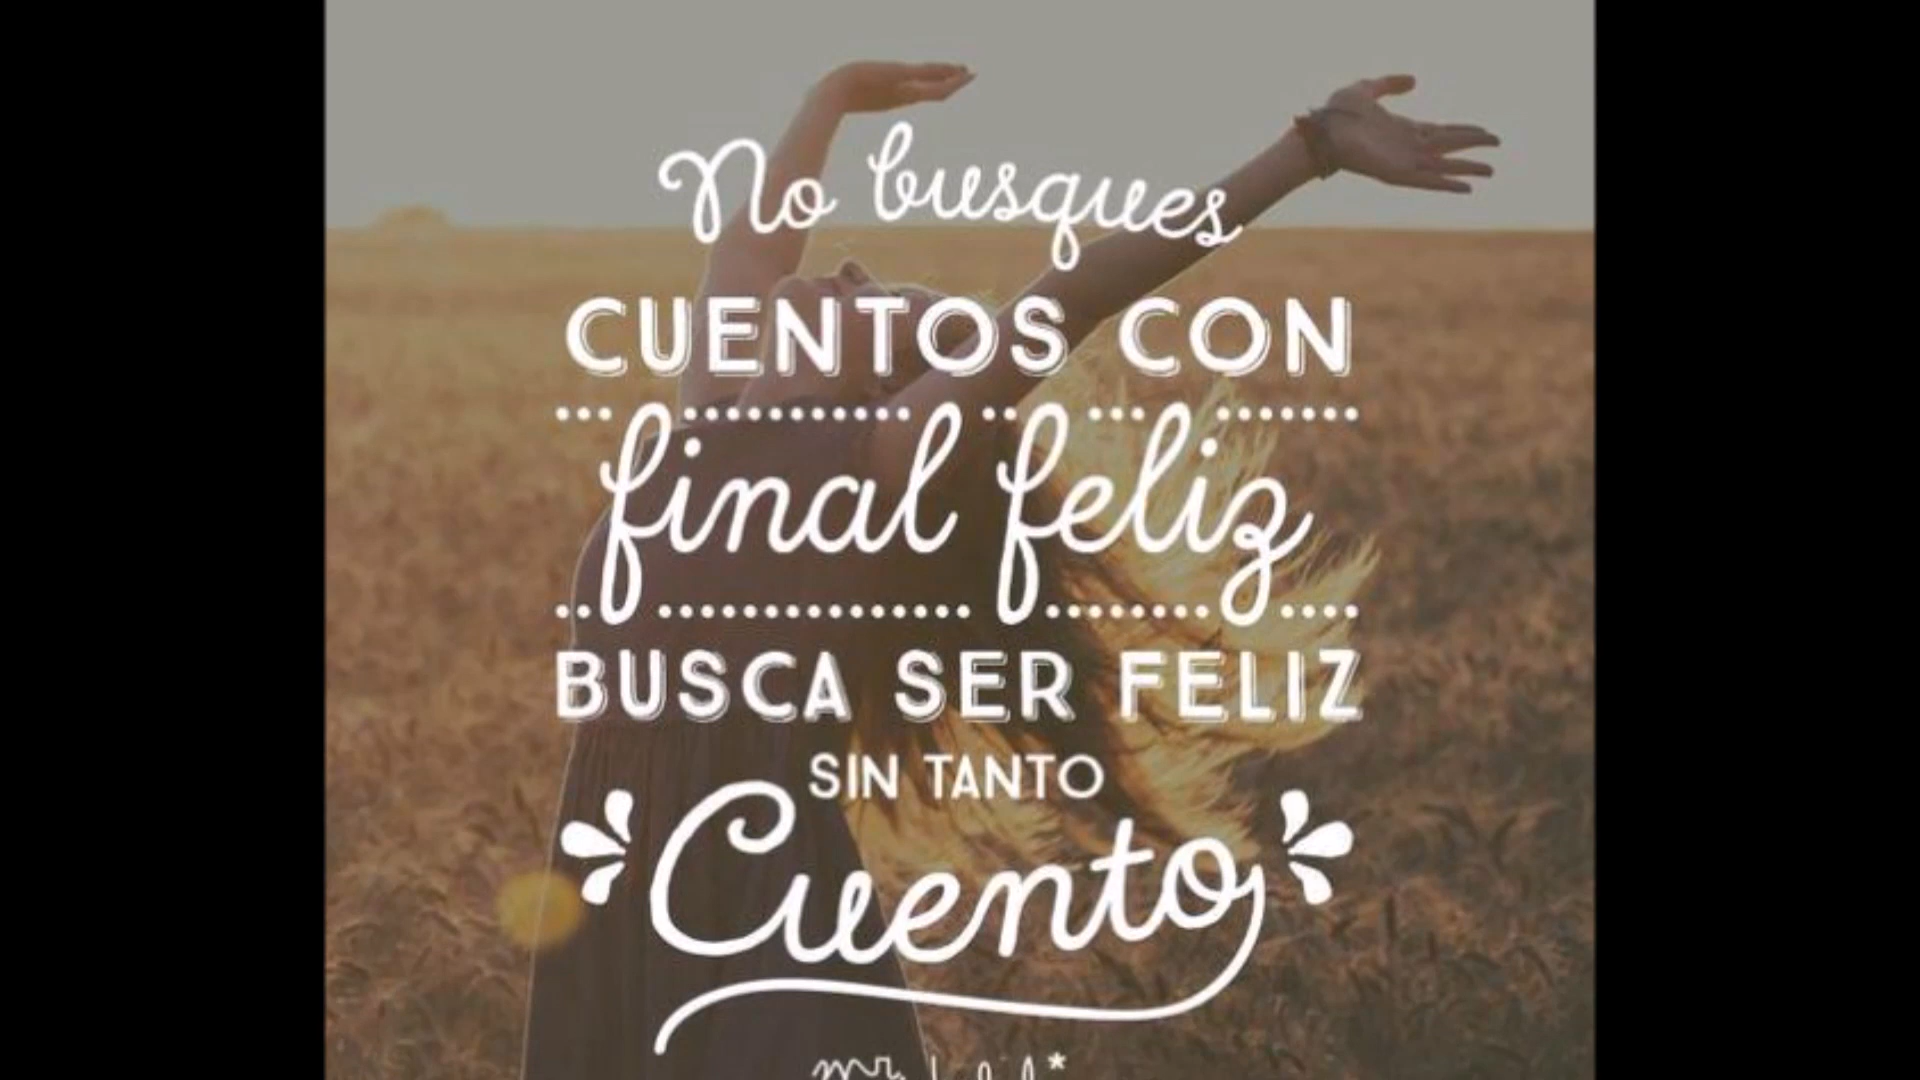 No busques
CUENTOS CON
final feliz
BUSCA SER FELIZ
SIN TANTO
Cuento